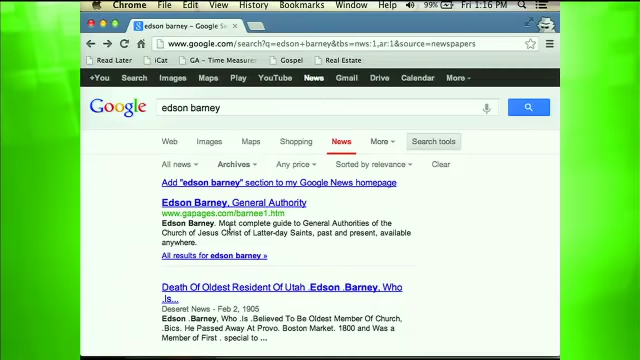 Chrome File Edit View History Bookmarks Window Help 99% Fri 1:16 PM
edson barney – Google Se
www.google.com/search?q=edson+barney&tbs=nws:1,ar:1&source=newspapers
Read Later iCat GA – Time Matters Gospel Real Estate
+You Search Images Maps Play YouTube News Gmail Drive Calendar More
Google edson barney
Web Images Maps Shopping News More Search tools
All news Archives Any price Sorted by relevance Clear
Add "edson barney" section to my Google News homepage
Edson Barney, General Authority
www.gapages.com/barnee1.htm
Edson Barney. Most complete guide to General Authorities of the
Church of Jesus Christ of Latter-day Saints, past and present, available
anywhere.
All results for edson barney »
Death Of Oldest Resident Of Utah .Edson .Barney, Who
.Is...
Deseret News - Feb 2, 1905
Edson .Barney, Who .Is .Believed To Be Oldest Member Of Church,
.Bics. He Passed Away At Provo. Boston Market. 1800 and Was a
Member of First . special to ...